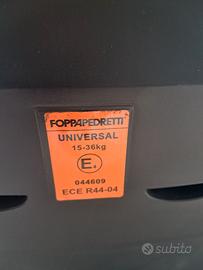 FOPPAPEDRETTI
UNIVERSAL
15-36kg
E.
044609
ECE R44-04
subito